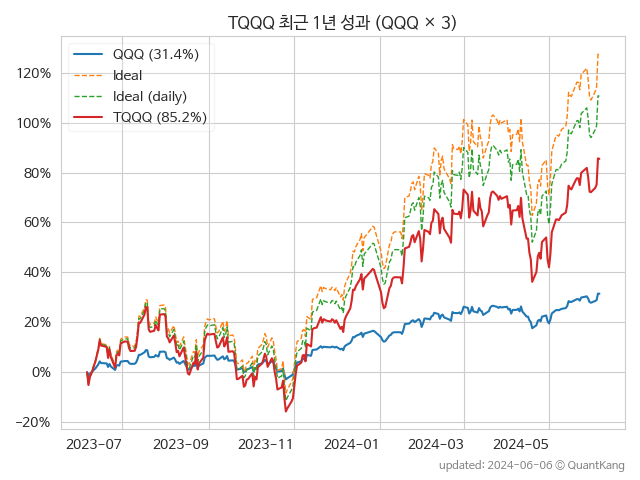 TQQQ 최근 1년 성과 (QQQ × 3)
QQQ (31.4%)
Ideal
Ideal (daily)
TQQQ (85.2%)
120%
100%
80%
60%
40%
20%
0%
−20%
2023-07 2023-09 2023-11 2024-01 2024-03 2024-05
updated: 2024-06-06 © QuantKang